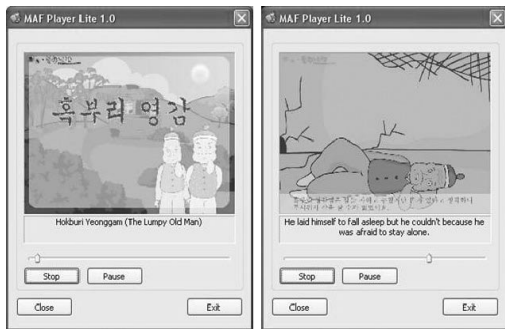 MAF Player Lite 1.0
혹부리 영감
Hokburi Yeonggam (The Lumpy Old Man)
Stop Pause
Close Exit
MAF Player Lite 1.0
He laid himself to fall asleep but he couldn't because he
was afraid to stay alone.
Stop Pause
Close Exit